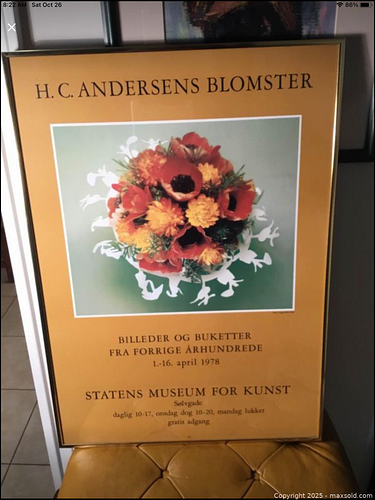 8:22 AM Sat Oct 26
86%
H. C. ANDERSENS BLOMSTER
BILLEDER OG BUKETTER
FRA FORRIGE ÅRHUNDREDE
1.-16. april 1978
STATENS MUSEUM FOR KUNST
Sølvgade
daglig 10-17, onsdag dog 10-20, mandag lukket
gratis adgang
Copyright 2025 - maxsold.com